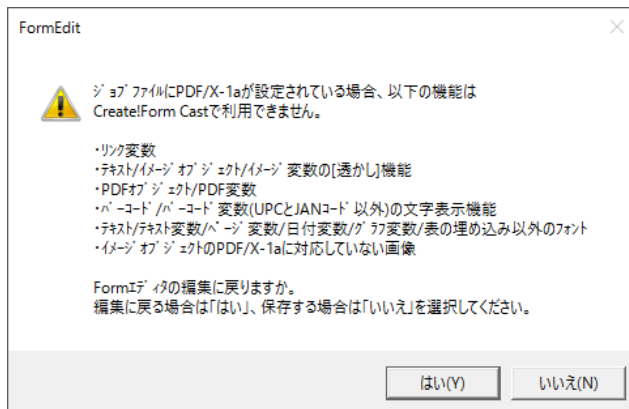 FormEdit
ｼﾞｮﾌﾞﾌｧｲﾙにPDF/X-1aが設定されている場合、以下の機能は
Create!Form Castで利用できません。
・ﾘﾝｸ変数
・ﾃｷｽﾄ/ｲﾒｰｼﾞｵﾌﾞｼﾞｪｸﾄ/ｲﾒｰｼﾞ変数の[透かし]機能
・PDFｵﾌﾞｼﾞｪｸﾄ/PDF変数
・ﾊﾞｰｺｰﾄﾞ/ﾊﾞｰｺｰﾄﾞ変数(UPCとJANｺｰﾄﾞ以外)の文字表示機能
・ﾃｷｽﾄ/ﾃｷｽﾄ変数/ﾍﾟｰｼﾞ変数/日付変数/ｸﾞﾗﾌ変数/表の埋め込み以外のﾌｫﾝﾄ
・ｲﾒｰｼﾞｵﾌﾞｼﾞｪｸﾄのPDF/X-1aに対応していない画像
Formｴﾃﾞｨﾀの編集に戻りますか。
編集に戻る場合は｢はい｣、保存する場合は｢いいえ｣を選択してください。
はい(Y)
いいえ(N)